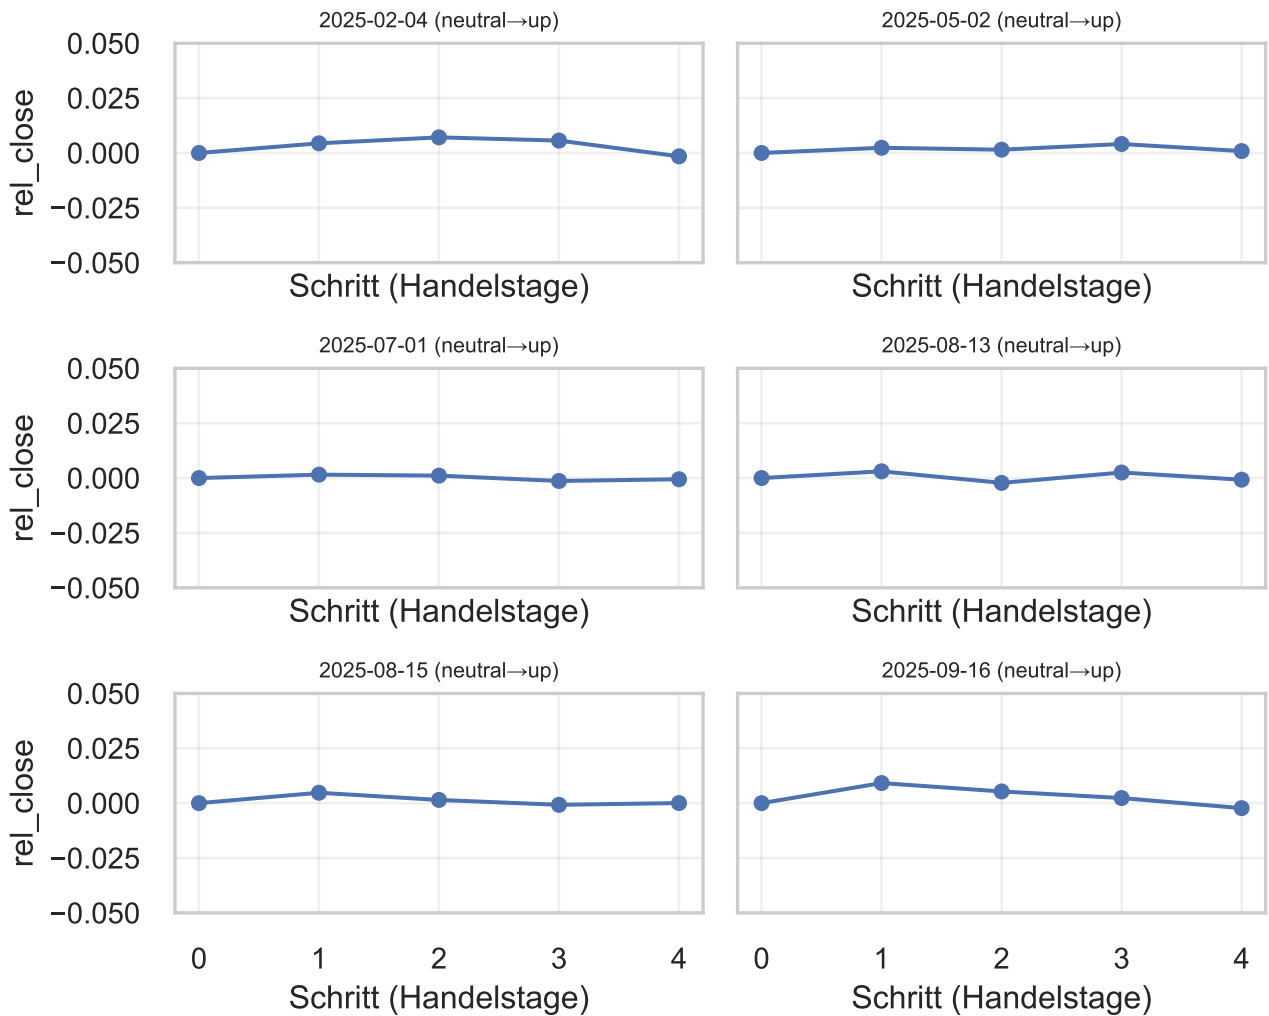 2025-02-04 (neutral→up)
0.050
0.025
0.000
−0.025
−0.050
rel_close
Schritt (Handelstage)
2025-05-02 (neutral→up)
Schritt (Handelstage)
2025-07-01 (neutral→up)
0.050
0.025
0.000
−0.025
−0.050
rel_close
Schritt (Handelstage)
2025-08-13 (neutral→up)
Schritt (Handelstage)
2025-08-15 (neutral→up)
0.050
0.025
0.000
−0.025
−0.050
rel_close
0 1 2 3 4
Schritt (Handelstage)
2025-09-16 (neutral→up)
0 1 2 3 4
Schritt (Handelstage)